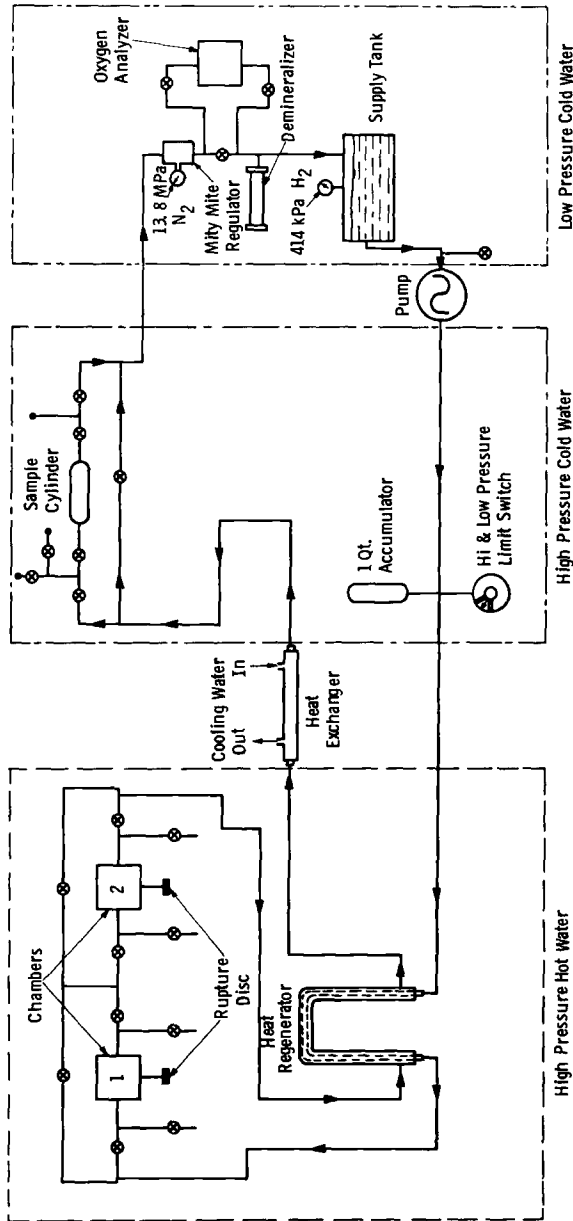 Chambers
1
2
Rupture
Disc
Heat
Regenerator
High Pressure Hot Water
Cooling Water
Out
In
Heat
Exchanger
Sample
Cylinder
1 Qt.
Accumulator
Hi & Low Pressure
Limit Switch
High Pressure Cold Water
Oxygen
Analyzer
13.8 MPa
N2
Mity Mite
Regulator
Demineralizer
414 kPa H2
Supply Tank
Pump
Low Pressure Cold Water